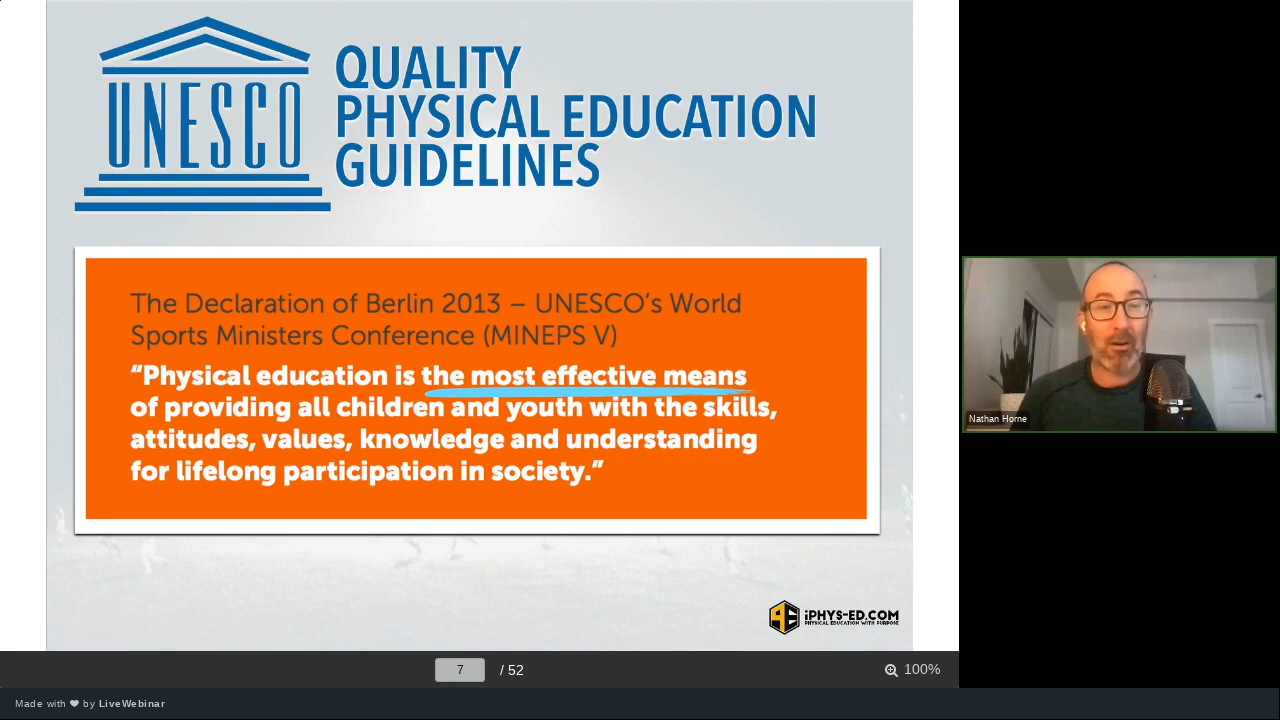 UNESCO
QUALITY
PHYSICAL EDUCATION
GUIDELINES
The Declaration of Berlin 2013 – UNESCO’s World
Sports Ministers Conference (MINEPS V)
“Physical education is the most effective means
of providing all children and youth with the skills,
attitudes, values, knowledge and understanding
for lifelong participation in society.”
iPHYS-ED.COM
PHYSICAL EDUCATION WITH PURPOSE
Nathan Horne
7 / 52
100%
Made with ❤ by LiveWebinar